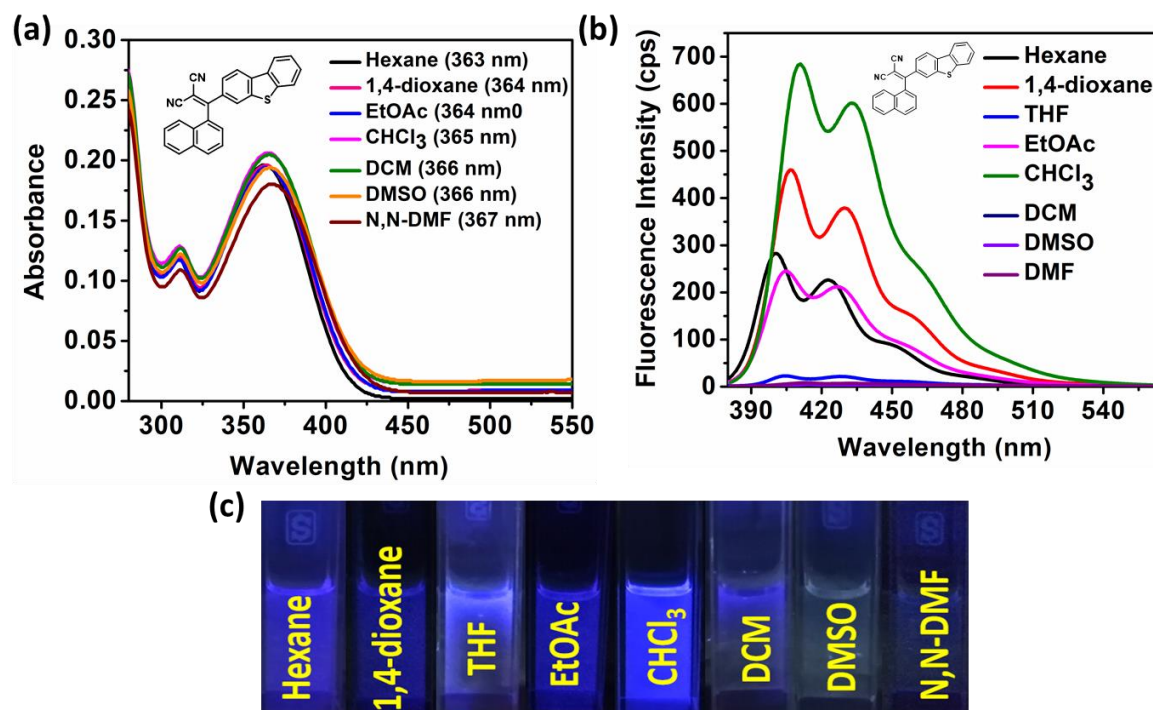 (a)
0.30
0.25
0.20
0.15
0.10
0.05
0.00
Absorbance
CN
CN
S
Hexane (363 nm)
1,4-dioxane (364 nm)
EtOAc (364 nm0
CHCl₃ (365 nm)
DCM (366 nm)
DMSO (366 nm)
N,N-DMF (367 nm)
300 350 400 450 500 550
Wavelength (nm)
(b)
700
600
500
400
300
200
100
0
Fluorescence Intensity (cps)
CN
NC
S
Hexane
1,4-dioxane
THF
EtOAc
CHCl₃
DCM
DMSO
DMF
390 420 450 480 510 540
Wavelength (nm)
(c)
Hexane
1,4-dioxane
THF
EtOAc
CHCl₃
DCM
DMSO
N,N-DMF